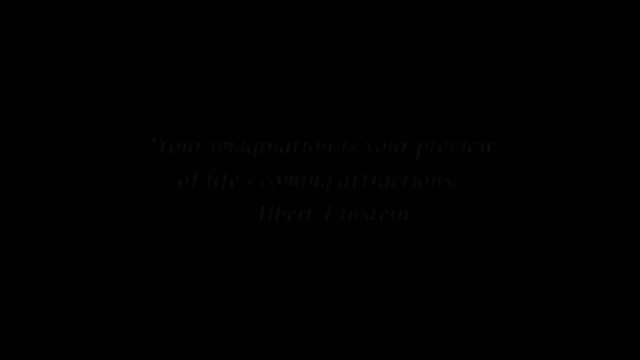 "Your imagination is your preview
of life's coming attractions.
Albert Einstein